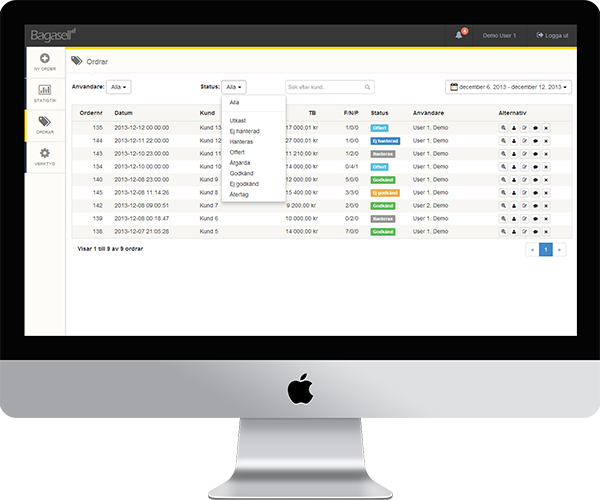 Bagasell
4
Demo User 1
Logga ut
NY ORDER
STATISTIK
ORDRAR
VERKTYG
Ordrar
Användare: Alla
Status: Alla
Sök efter kund.
december 6, 2013 - december 12, 2013
Alla
Utkast
Ej hanterad
Hanteras
Offert
Åtgärda
Godkänd
Ej godkänd
Återtag
Ordernr Datum Kund TB F/N/P Status Användare Alternativ
135 2013-12-12 00:00:00 Kund 13 17 000,01 kr 1/0/0 Offert User 1, Demo
144 2013-12-11 22:00:00 Kund 12 27 000,01 kr 3/0/0 Ej hanterad User 1, Demo
143 2013-12-10 23:00:00 Kund 11 11 210,00 kr 1/2/0 Hanteras User 1, Demo
134 2013-12-10 00:00:00 Kund 10 14 000,00 kr 0/4/1 Offert User 1, Demo
140 2013-12-08 23:00:00 Kund 9 12 000,00 kr 5/0/0 Godkänd User 1, Demo
145 2013-12-08 11:14:26 Kund 8 15 400,00 kr 3/3/0 Ej godkänd User 1, Demo
142 2013-12-08 09:00:51 Kund 7 9 200,00 kr 2/0/0 Godkänd User 2, Demo
139 2013-12-08 00:18:47 Kund 6 10 000,00 kr 0/2/0 Hanteras User 1, Demo
138 2013-12-07 21:05:28 Kund 5 14 000,00 kr 7/0/0 Godkänd User 1, Demo
Visar 1 till 9 av 9 ordrar
« 1 »